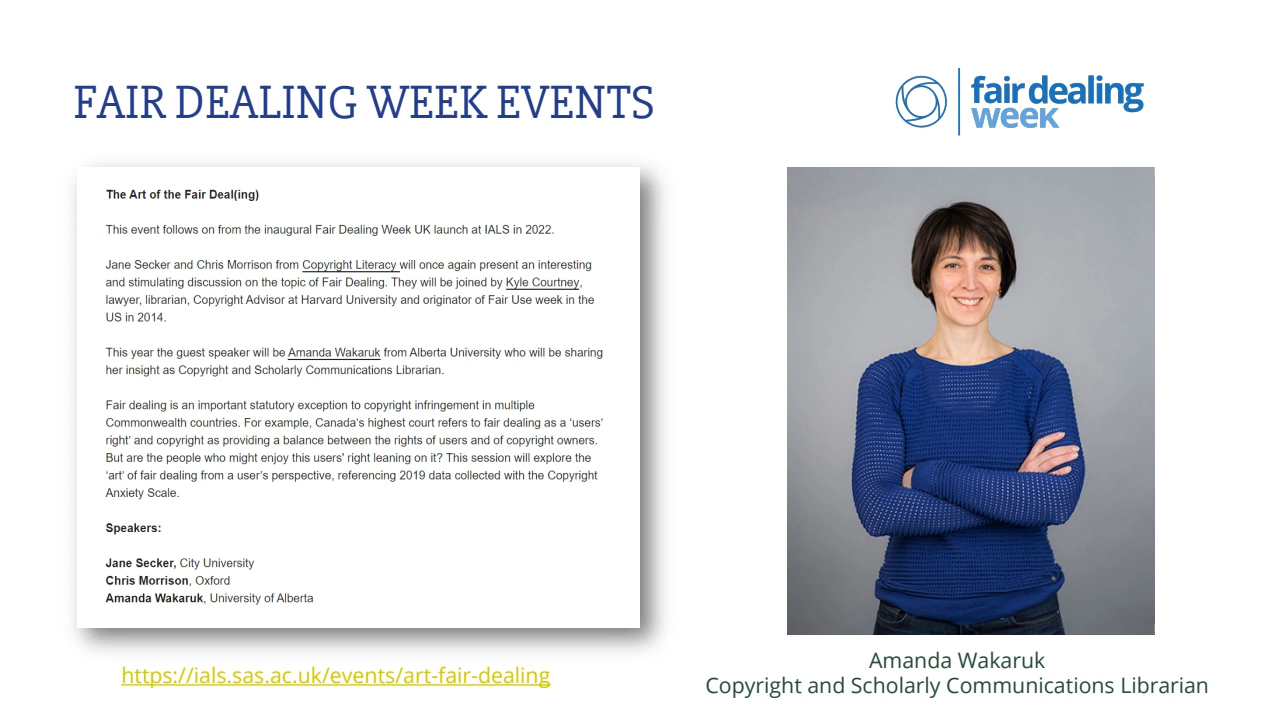 FAIR DEALING WEEK EVENTS
fair dealing
week
The Art of the Fair Deal(ing)
This event follows on from the inaugural Fair Dealing Week UK launch at IALS in 2022.
Jane Secker and Chris Morrison from Copyright Literacy will once again present an interesting
and stimulating discussion on the topic of Fair Dealing. They will be joined by Kyle Courtney,
lawyer, librarian, Copyright Advisor at Harvard University and originator of Fair Use week in the
US in 2014.
This year the guest speaker will be Amanda Wakaruk from Alberta University who will be sharing
her insight as Copyright and Scholarly Communications Librarian.
Fair dealing is an important statutory exception to copyright infringement in multiple
Commonwealth countries. For example, Canada's highest court refers to fair dealing as a ‘users’
right’ and copyright as providing a balance between the rights of users and of copyright owners.
But are the people who might enjoy this users' right leaning on it? This session will explore the
‘art’ of fair dealing from a user’s perspective, referencing 2019 data collected with the Copyright
Anxiety Scale.
Speakers:
Jane Secker, City University
Chris Morrison, Oxford
Amanda Wakaruk, University of Alberta
https://ials.sas.ac.uk/events/art-fair-dealing
Amanda Wakaruk
Copyright and Scholarly Communications Librarian